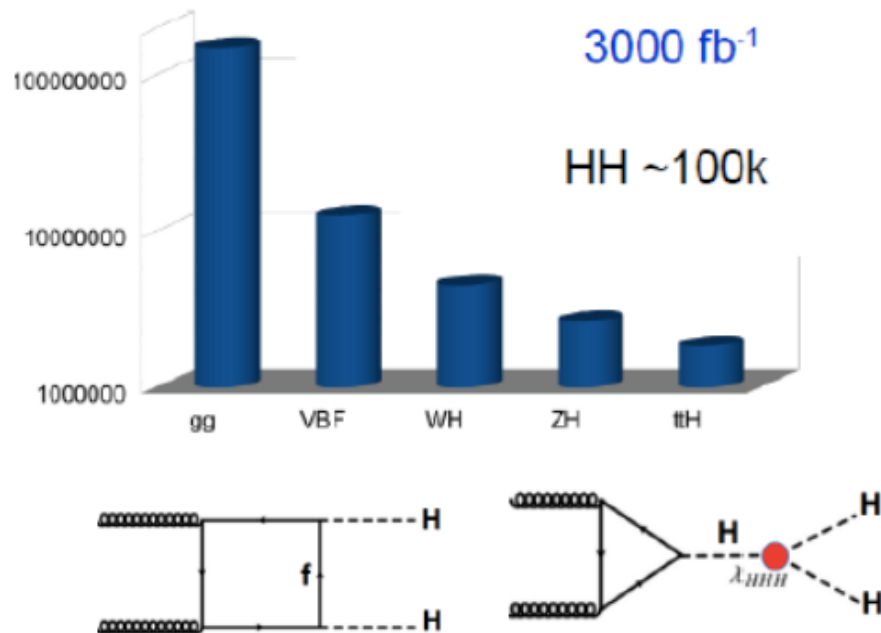 3000 fb-1
100000000
HH ~100k
10000000
1000000
gg VBF WH ZH ttH
H H
H
f λHHH
H H